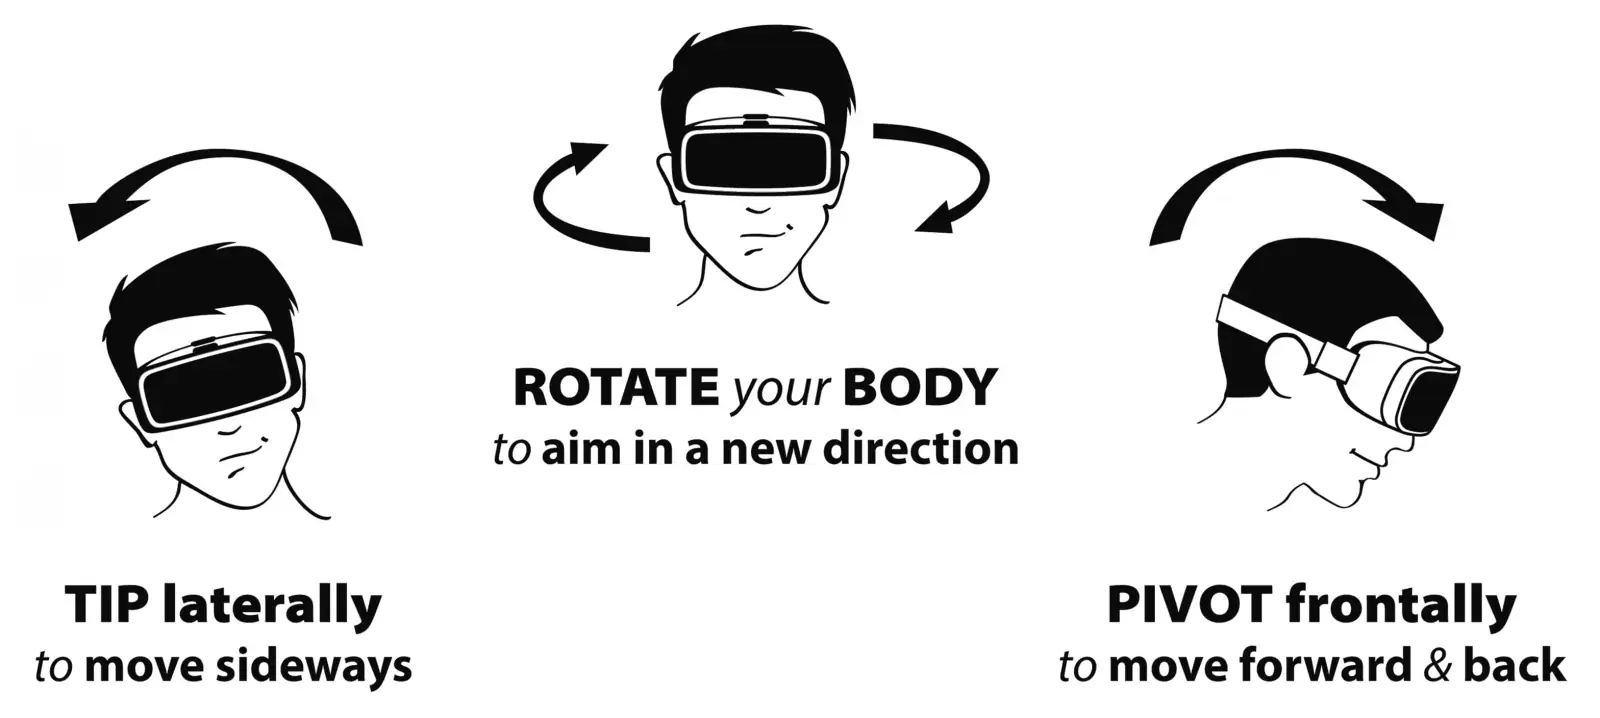 ROTATE your BODY
to aim in a new direction
TIP laterally
to move sideways
PIVOT frontally
to move forward & back